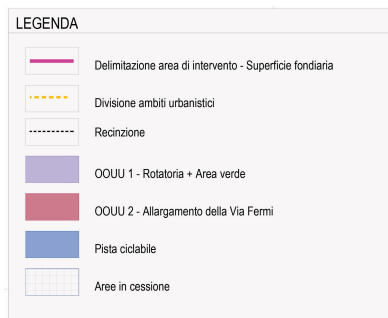 LEGENDA
Delimitazione area di intervento - Superficie fondiaria
Divisione ambiti urbanistici
Recinzione
OOUU 1 - Rotatoria + Area verde
OOUU 2 - Allargamento della Via Fermi
Pista ciclabile
Aree in cessione